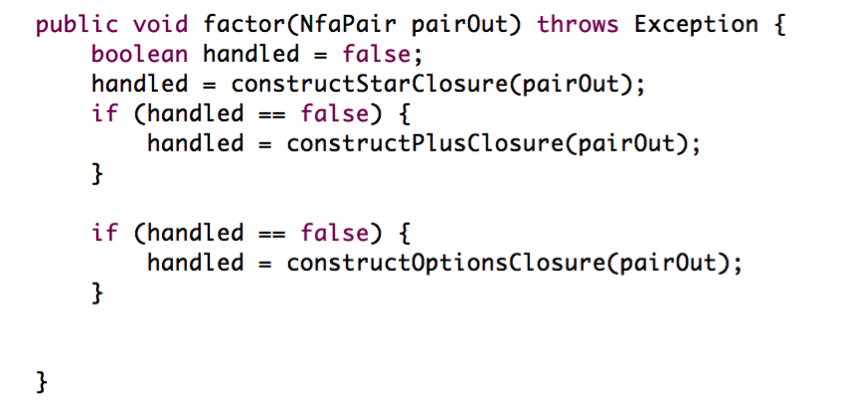 public void factor(NfaPair pairOut) throws Exception {
    boolean handled = false;
    handled = constructStarClosure(pairOut);
    if (handled == false) {
        handled = constructPlusClosure(pairOut);
    }

    if (handled == false) {
        handled = constructOptionsClosure(pairOut);
    }


}